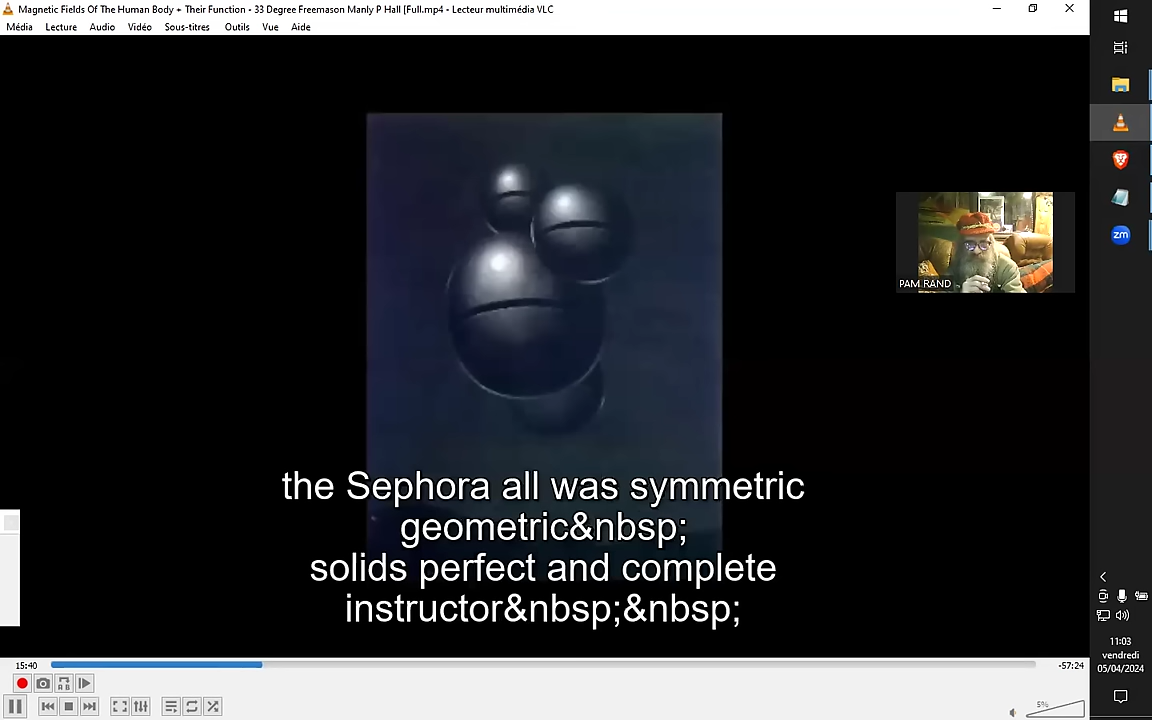 Magnetic Fields Of The Human Body + Their Function - 33 Degree Freemason Manly P Hall [Full.mp4 - Lecteur multimédia VLC
Média Lecture Audio Vidéo Sous-titres Outils Vue Aide
PAM RAND
zm
the Sephora all was symmetric
geometric&nbsp;
solids perfect and complete
instructor&nbsp;&nbsp;
15:40
-57:24
5%
11:03
vendredi
05/04/2024